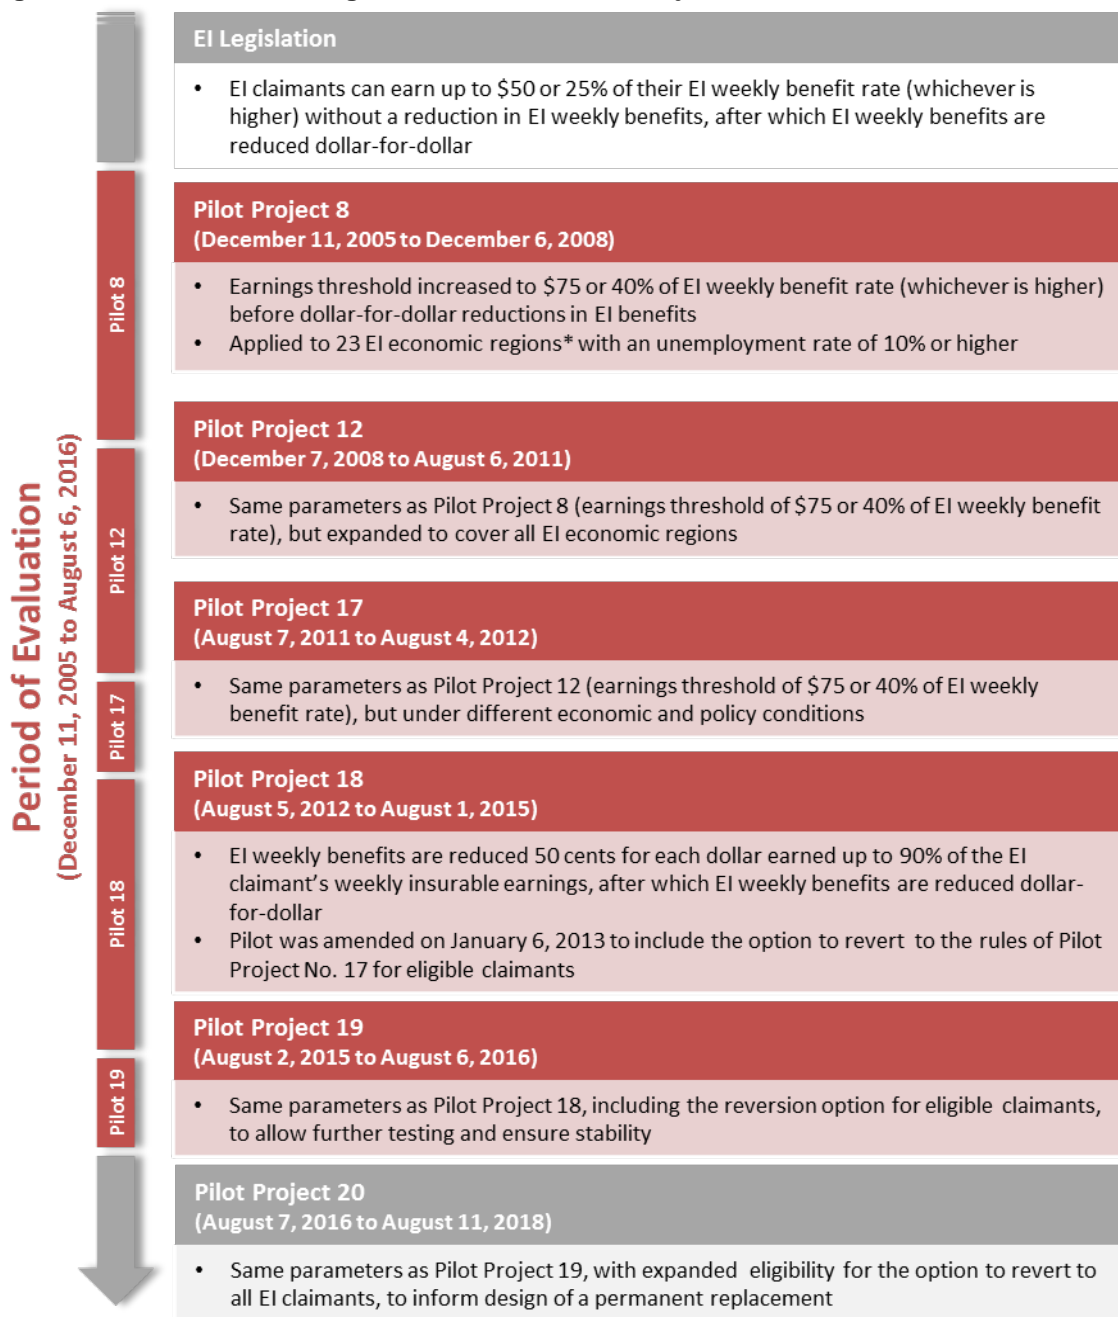 EI Legislation
• EI claimants can earn up to $50 or 25% of their EI weekly benefit rate (whichever is
higher) without a reduction in EI weekly benefits, after which EI weekly benefits are
reduced dollar-for-dollar
Pilot Project 8
(December 11, 2005 to December 6, 2008)
• Earnings threshold increased to $75 or 40% of EI weekly benefit rate (whichever is higher)
before dollar-for-dollar reductions in EI benefits
• Applied to 23 EI economic regions* with an unemployment rate of 10% or higher
Pilot Project 12
(December 7, 2008 to August 6, 2011)
• Same parameters as Pilot Project 8 (earnings threshold of $75 or 40% of EI weekly benefit
rate), but expanded to cover all EI economic regions
Pilot Project 17
(August 7, 2011 to August 4, 2012)
• Same parameters as Pilot Project 12 (earnings threshold of $75 or 40% of EI weekly
benefit rate), but under different economic and policy conditions
Pilot Project 18
(August 5, 2012 to August 1, 2015)
• EI weekly benefits are reduced 50 cents for each dollar earned up to 90% of the EI
claimant's weekly insurable earnings, after which EI weekly benefits are reduced dollar-
for-dollar
• Pilot was amended on January 6, 2013 to include the option to revert to the rules of Pilot
Project No. 17 for eligible claimants
Pilot Project 19
(August 2, 2015 to August 6, 2016)
• Same parameters as Pilot Project 18, including the reversion option for eligible claimants,
to allow further testing and ensure stability
Pilot Project 20
(August 7, 2016 to August 11, 2018)
• Same parameters as Pilot Project 19, with expanded eligibility for the option to revert to
all EI claimants, to inform design of a permanent replacement
Period of Evaluation
(December 11, 2005 to August 6, 2016)
Pilot 8
Pilot 12
Pilot 17
Pilot 18
Pilot 19